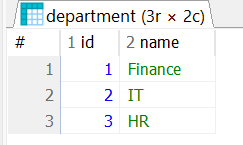 department (3r × 2c)
# 1 id 2 name
1 1 Finance
2 2 IT
3 3 HR